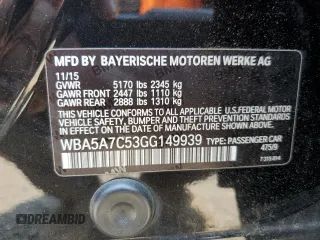 MFD BY BAYERISCHE MOTOREN WERKE AG
11/15
GVWR 5170 lbs 2345 kg
GAWR FRONT 2447 lbs 1110 kg
GAWR REAR 2888 lbs 1310 kg
THIS VEHICLE CONFORMS TO ALL APPLICABLE
U.S. FEDERAL MOTOR VEHICLE SAFETY, BUMPER AND
THEFT PREVENTION STANDARDS IN EFFECT ON THE
DATE OF MANUFACTURE SHOWN ABOVE.
WBA5A7C53GG149939 TYPE: PASSENGER CAR
475/9
DREAMBID